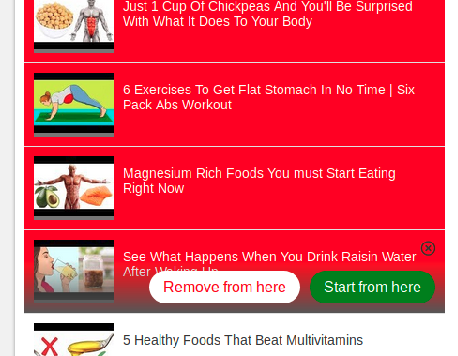 Just 1 Cup Of Chickpeas And You'll Be Surprised
With What It Does To Your Body
6 Exercises To Get Flat Stomach In No Time | Six
Pack Abs Workout
Magnesium Rich Foods You must Start Eating
Right Now
See What Happens When You Drink Raisin Water
After Waking Up
Remove from here
Start from here
5 Healthy Foods That Beat Multivitamins